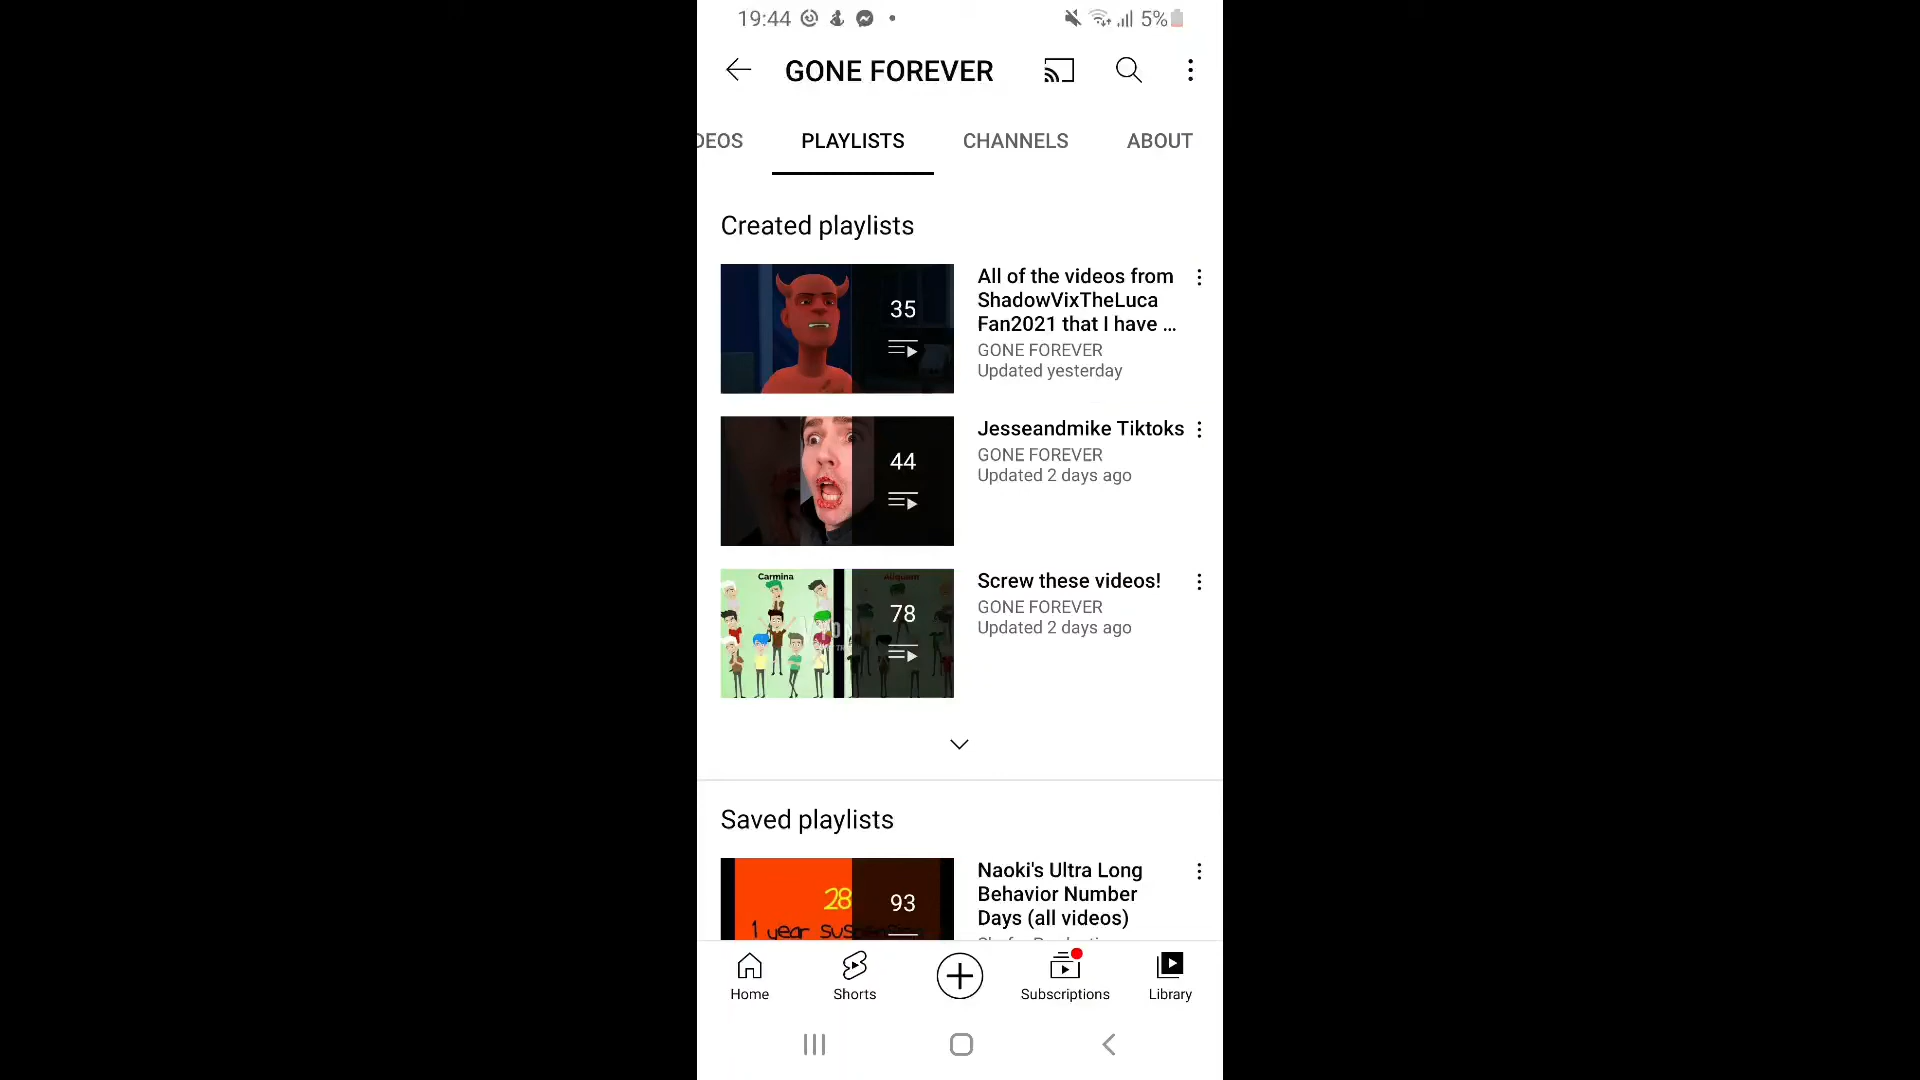 19:44
5%
GONE FOREVER
DEOS
PLAYLISTS
CHANNELS
ABOUT
Created playlists
35
All of the videos from
ShadowVixTheLuca
Fan2021 that I have ...
GONE FOREVER
Updated yesterday
44
Jesseandmike Tiktoks
GONE FOREVER
Updated 2 days ago
Carmina
Aliquam
78
Screw these videos!
GONE FOREVER
Updated 2 days ago
Saved playlists
28
1 year suspension
93
Naoki's Ultra Long
Behavior Number
Days (all videos)
Home
Shorts
Subscriptions
Library